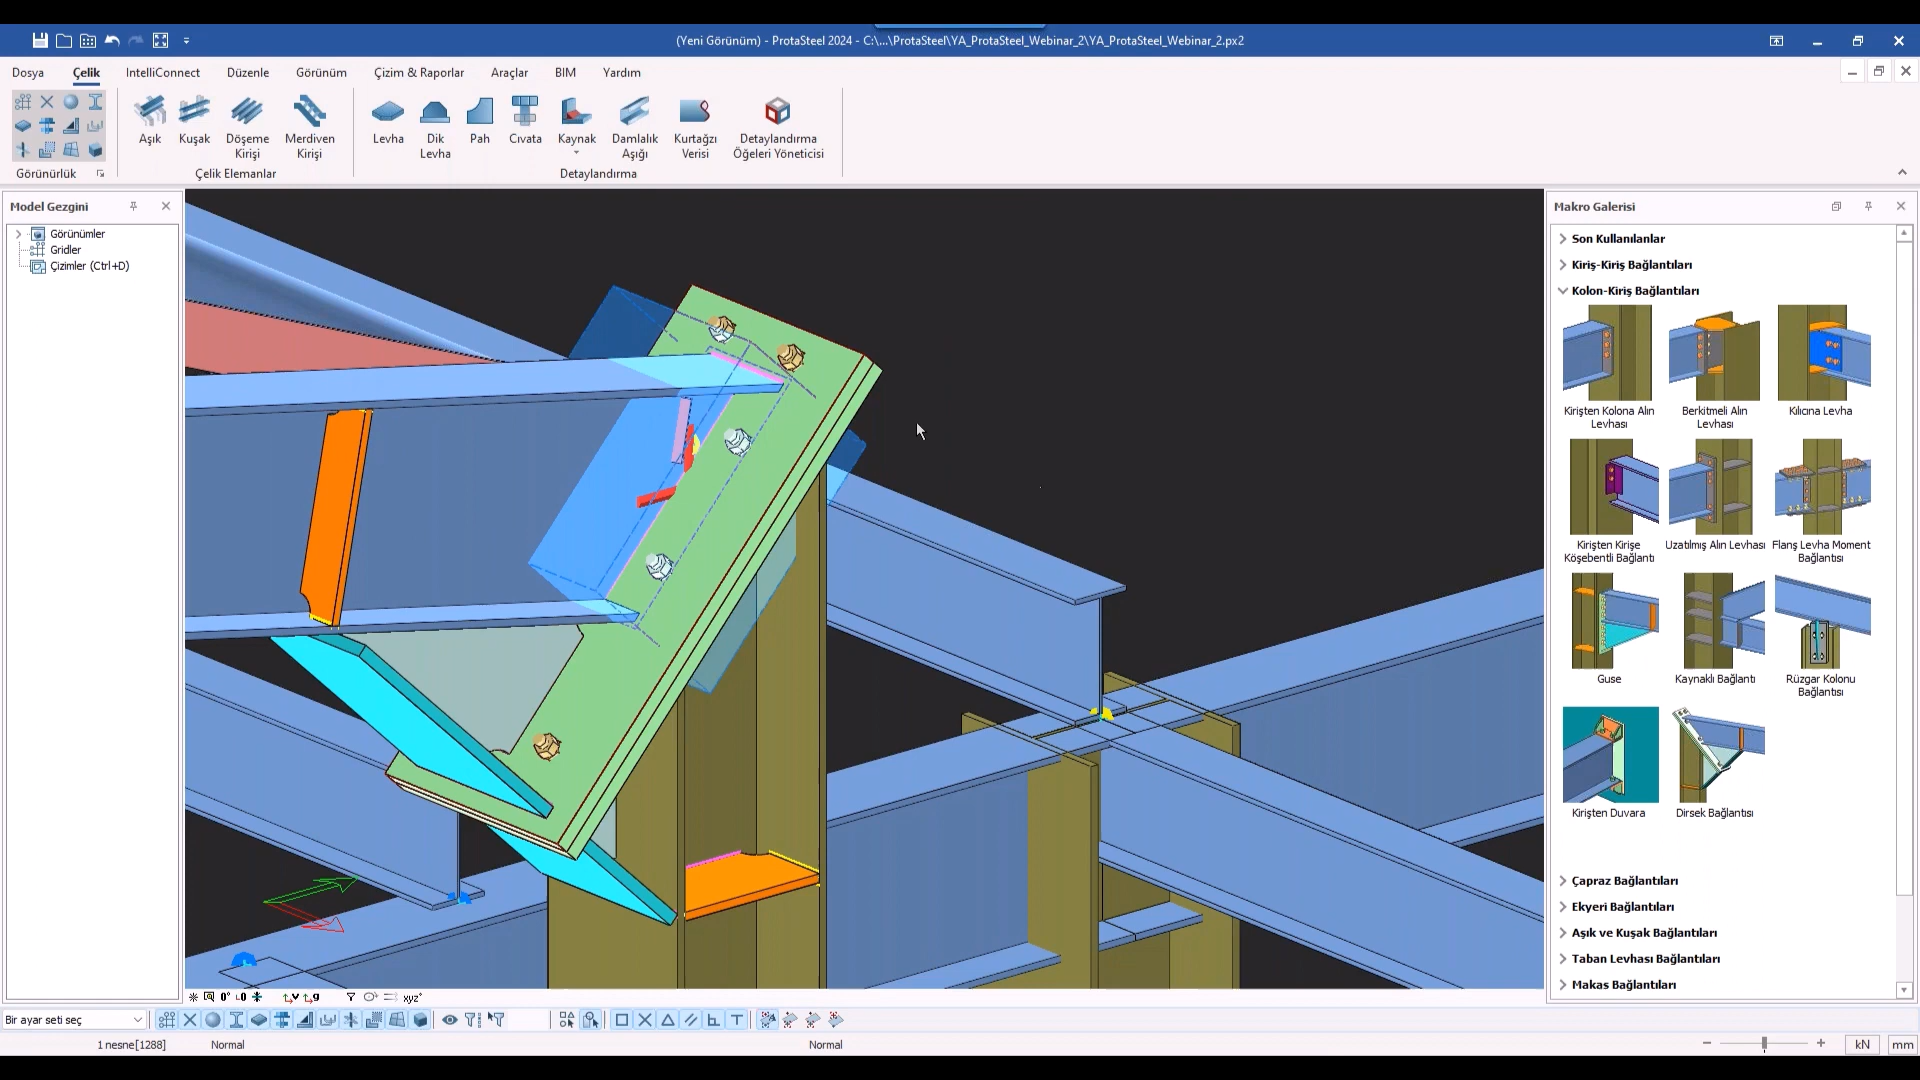 (Yeni Görünüm) - ProtaSteel 2024 - C:\...\ProtaSteel\YA_ProtaSteel_Webinar_2\YA_ProtaSteel_Webinar_2.px2
Dosya Çelik IntelliConnect Düzenle Görünüm Çizim & Raporlar Araçlar BIM Yardım
Aşık
Kuşak
Döşeme
Kirişi
Merdiven
Kirişi
Levha
Dik
Levha
Pah
Cıvata
Kaynak
Damlalık
Aşığı
Kurtağzı
Verisi
Detaylandırma
Öğeleri Yöneticisi
Görünürlük
Çelik Elemanlar
Detaylandırma
Model Gezgini
Görünümler
Gridler
Çizimler (Ctrl+D)
Makro Galerisi
Son Kullanılanlar
Kiriş-Kiriş Bağlantıları
Kolon-Kiriş Bağlantıları
Kirişten Kolona Alın
Levhası
Berkitmeli Alın
Levhası
Kılıcına Levha
Kirişten Kirişe
Köşebentli Bağlantı
Uzatılmış Alın Levhası
Flanş Levha Moment
Bağlantısı
Guse
Kaynaklı Bağlantı
Rüzgar Kolonu
Bağlantısı
Kirişten Duvara
Dirsek Bağlantısı
Çapraz Bağlantıları
Ekyeri Bağlantıları
Aşık ve Kuşak Bağlantıları
Taban Levhası Bağlantıları
Makas Bağlantıları
xyz
Bir ayar seti seç
1 nesne[1288]
Normal
Normal
kN
mm